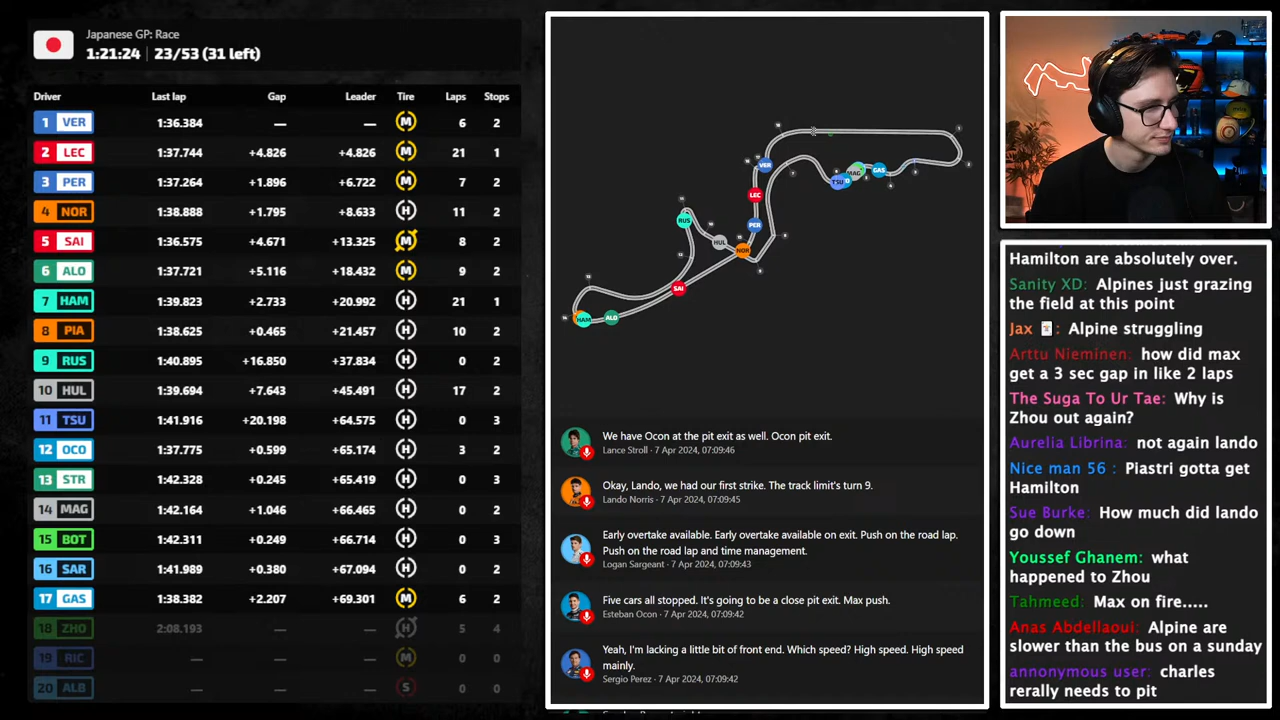 Japanese GP: Race
1:21:24 | 23/53 (31 left)
Driver Last lap Gap Leader Tire Laps Stops
1 VER 1:36.384 — — M 6 2
2 LEC 1:37.744 +4.826 +4.826 M 21 1
3 PER 1:37.264 +1.896 +6.722 M 7 2
4 NOR 1:38.888 +1.795 +8.633 H 11 2
5 SAI 1:36.575 +4.671 +13.325 M 8 2
6 ALO 1:37.721 +5.116 +18.432 M 9 2
7 HAM 1:39.823 +2.733 +20.992 H 21 1
8 PIA 1:38.625 +0.465 +21.457 H 10 2
9 RUS 1:40.895 +16.850 +37.834 H 0 2
10 HUL 1:39.694 +7.643 +45.491 H 17 2
11 TSU 1:41.916 +20.198 +64.575 H 0 3
12 OCO 1:37.775 +0.599 +65.174 H 3 2
13 STR 1:42.328 +0.245 +65.419 H 0 3
14 MAG 1:42.164 +1.046 +66.465 H 0 2
15 BOT 1:42.311 +0.249 +66.714 H 0 3
16 SAR 1:41.989 +0.380 +67.094 H 0 2
17 GAS 1:38.382 +2.207 +69.301 M 6 2
18 ZHO 2:08.193 — — H 5 4
19 RIC — — — M 0 0
20 ALB — — — S 0 0
VER
MAG
GAS
TSU
LEC
RUS
PER
HUL
NOR
SAI
HAM
ALO
We have Ocon at the pit exit as well. Ocon pit exit.
Lance Stroll · 7 Apr 2024, 07:09:46
Okay, Lando, we had our first strike. The track limit's turn 9.
Lando Norris · 7 Apr 2024, 07:09:45
Early overtake available. Early overtake available on exit. Push on the road lap.
Push on the road lap and time management.
Logan Sargeant · 7 Apr 2024, 07:09:43
Five cars all stopped. It's going to be a close pit exit. Max push.
Esteban Ocon · 7 Apr 2024, 07:09:42
Yeah, I'm lacking a little bit of front end. Which speed? High speed. High speed
mainly.
Sergio Perez · 7 Apr 2024, 07:09:42
Hamilton are absolutely over.
Sanity XD: Alpines just grazing
the field at this point
Jax 🃏: Alpine struggling
Arttu Nieminen: how did max
get a 3 sec gap in like 2 laps
The Suga To Ur Tae: Why is
Zhou out again?
Aurelia Librina: not again lando
Nice man 56 : Piastri gotta get
Hamilton
Sue Burke: How much did lando
go down
Youssef Ghanem: what
happened to Zhou
Tahmeed: Max on fire.....
Anas Abdellaoui: Alpine are
slower than the bus on a sunday
annonymous user: charles
rerally needs to pit